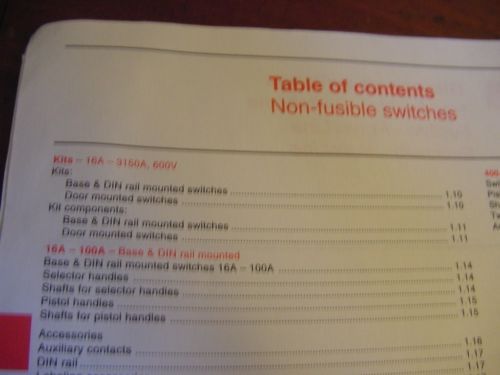 Table of contents
Non-fusible switches
Kits – 16A – 3150A, 600V
Kits:
Base & DIN rail mounted switches 1.10
Door mounted switches 1.10
Kit components:
Base & DIN rail mounted switches 1.11
Door mounted switches 1.11
16A – 100A – Base & DIN rail mounted
Base & DIN rail mounted switches 16A – 100A 1.14
Selector handles 1.14
Shafts for selector handles 1.14
Pistol handles 1.15
Shafts for pistol handles 1.15
Accessories
Auxiliary contacts 1.16
DIN rail 1.17
1.17